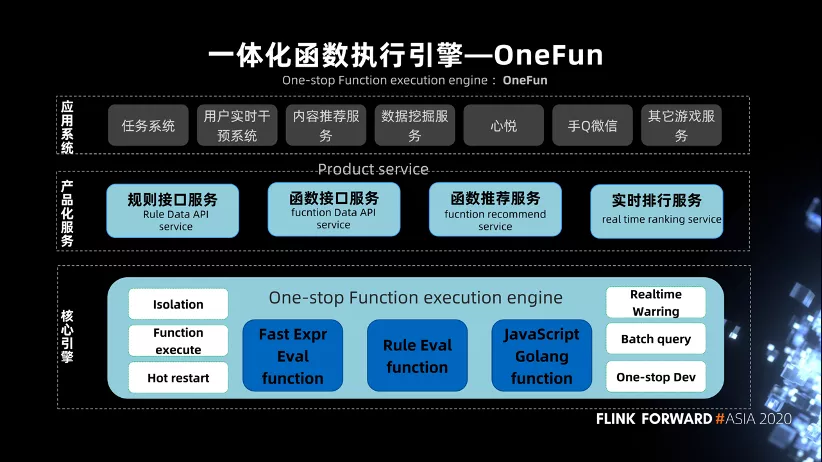 一体化函数执行引擎—OneFun
One-stop Function execution engine： OneFun
应用系统
任务系统
用户实时干
预系统
内容推荐服
务
数据挖掘服
务
心悦
手Q微信
其它游戏服
务
Product service
产品化服务
规则接口服务
Rule Data API
service
函数接口服务
fucntion Data API
service
函数推荐服务
fucntion recommend
service
实时排行服务
real time ranking service
核心引擎
One-stop Function execution engine
Isolation
Function
execute
Hot restart
Fast Expr
Eval
function
Rule Eval
function
JavaScript
Golang
function
Realtime
Warring
Batch query
One-stop Dev
FLINK FORWARD #ASIA 2020